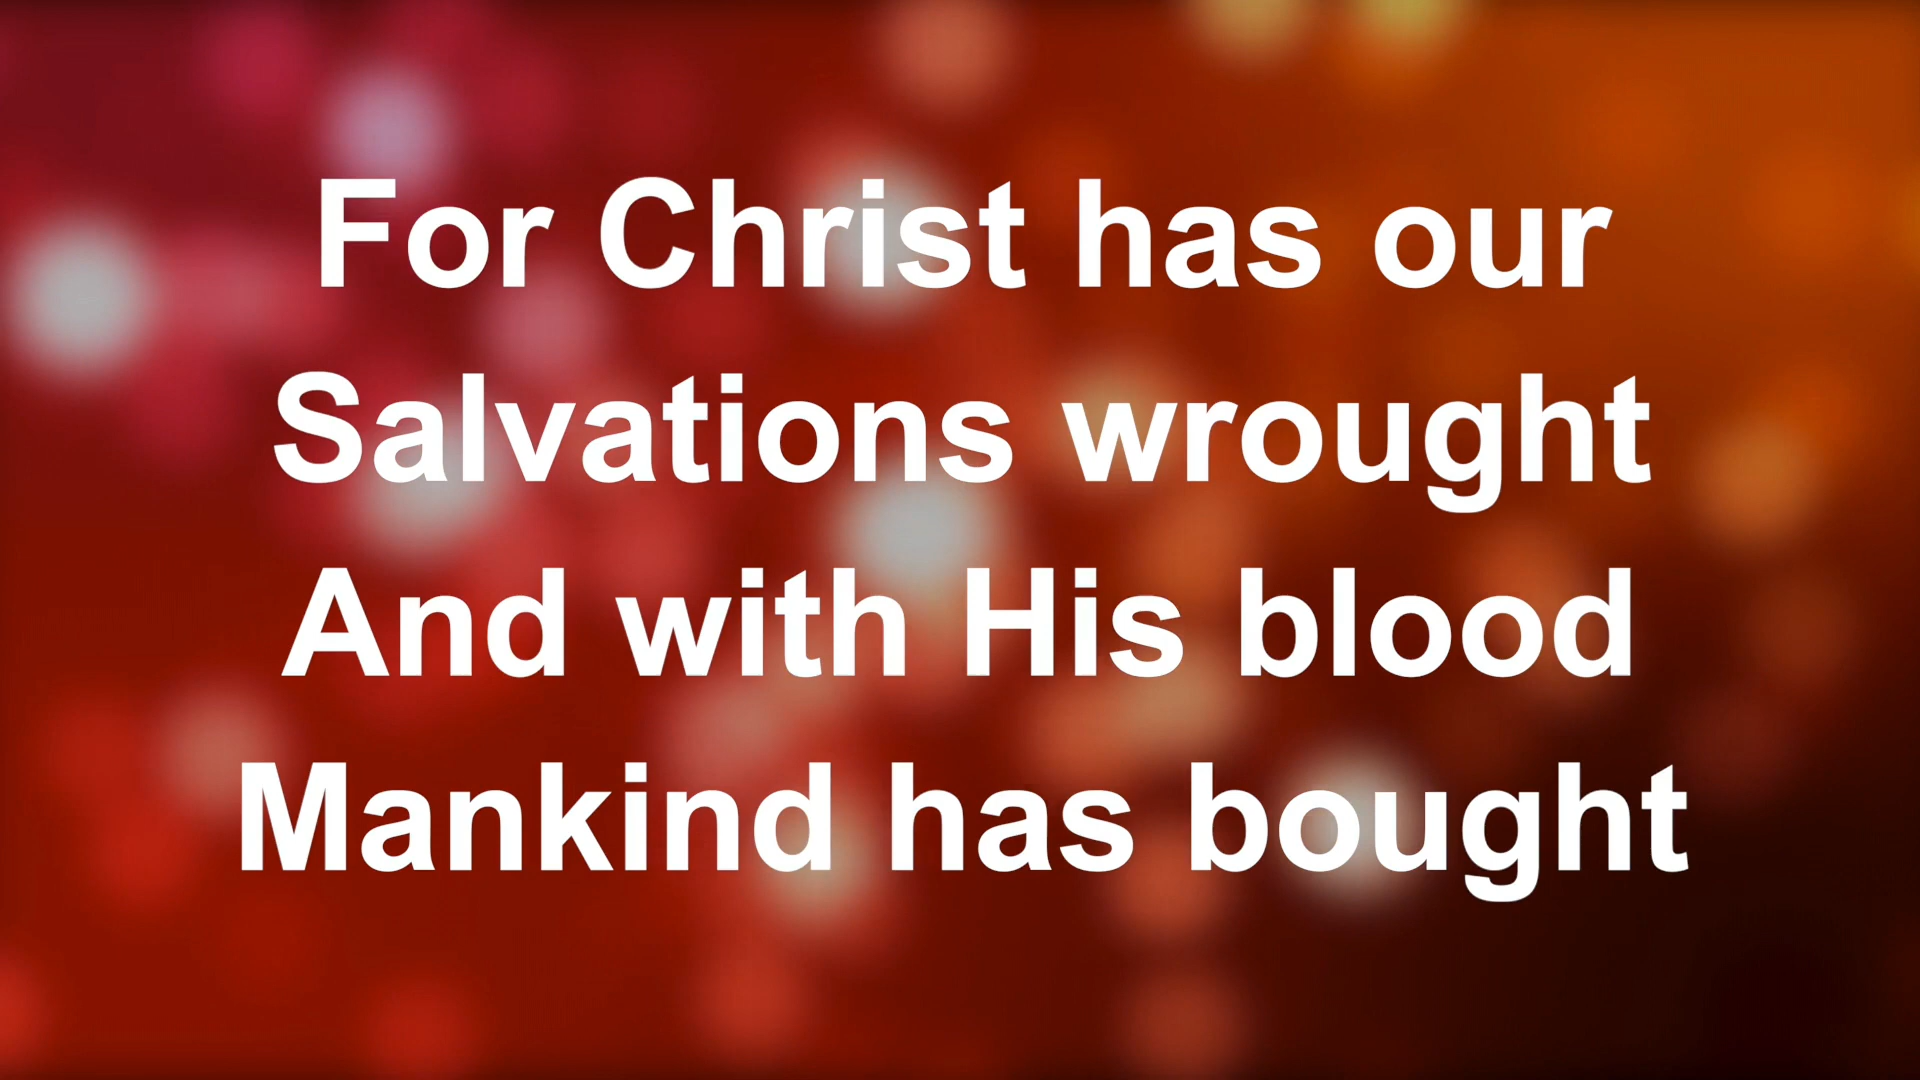 For Christ has our
Salvations wrought
And with His blood
Mankind has bought